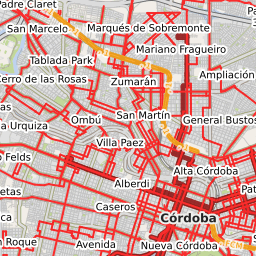 Padre Claret
San Marcelo
Marqués de Sobremonte
Mariano Fragueiro
Tablada Park
Cerro de las Rosas
Zumarán
Ampliación
Ombú
San Martín
General Bustos
a Urquiza
Villa Paez
o Felds
Alta Córdoba
Alberdi
etas
Caseros
Córdoba
n Roque
Avenida
Nueva Córdoba
FCM